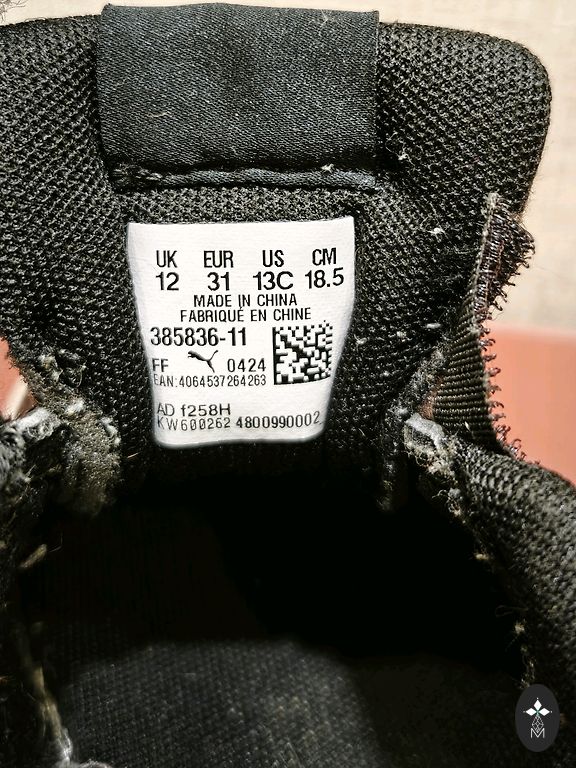 UK EUR US CM
12 31 13C 18.5
MADE IN CHINA
FABRIQUÉ EN CHINE
385836-11
FF 0424
EAN:4064537264263
AD f258H
KW600262 4800990002
M